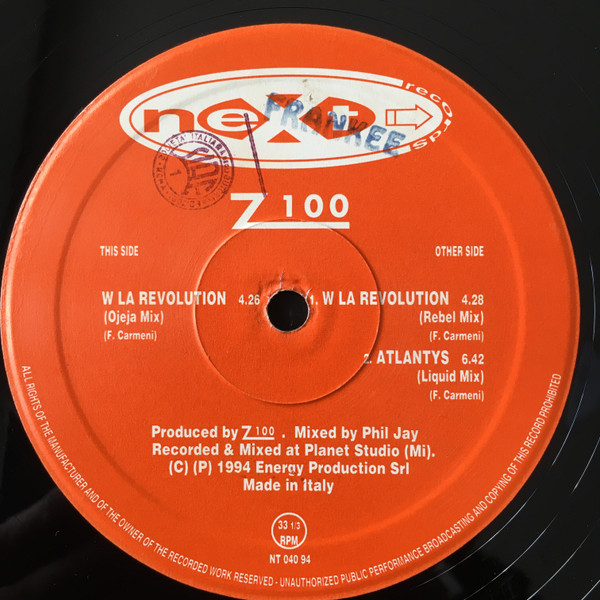 neXt
records
FRANKEE
Z 100
THIS SIDE
OTHER SIDE
W LA REVOLUTION 4.26
(Ojeja Mix)
(F. Carmeni)
1. W LA REVOLUTION 4.28
(Rebel Mix)
(F. Carmeni)
2. ATLANTYS 6.42
(Liquid Mix)
(F. Carmeni)
Produced by Z 100 . Mixed by Phil Jay
Recorded & Mixed at Planet Studio (Mi).
(C) (P) 1994 Energy Production Srl
Made in Italy
33 1/3
RPM
NT 040 94
ALL RIGHTS OF THE MANUFACTURER AND OF THE OWNER OF THE RECORDED WORK RESERVED - UNAUTHORIZED PUBLIC PERFORMANCE BROADCASTING AND COPYING OF THIS RECORD PROHIBITED